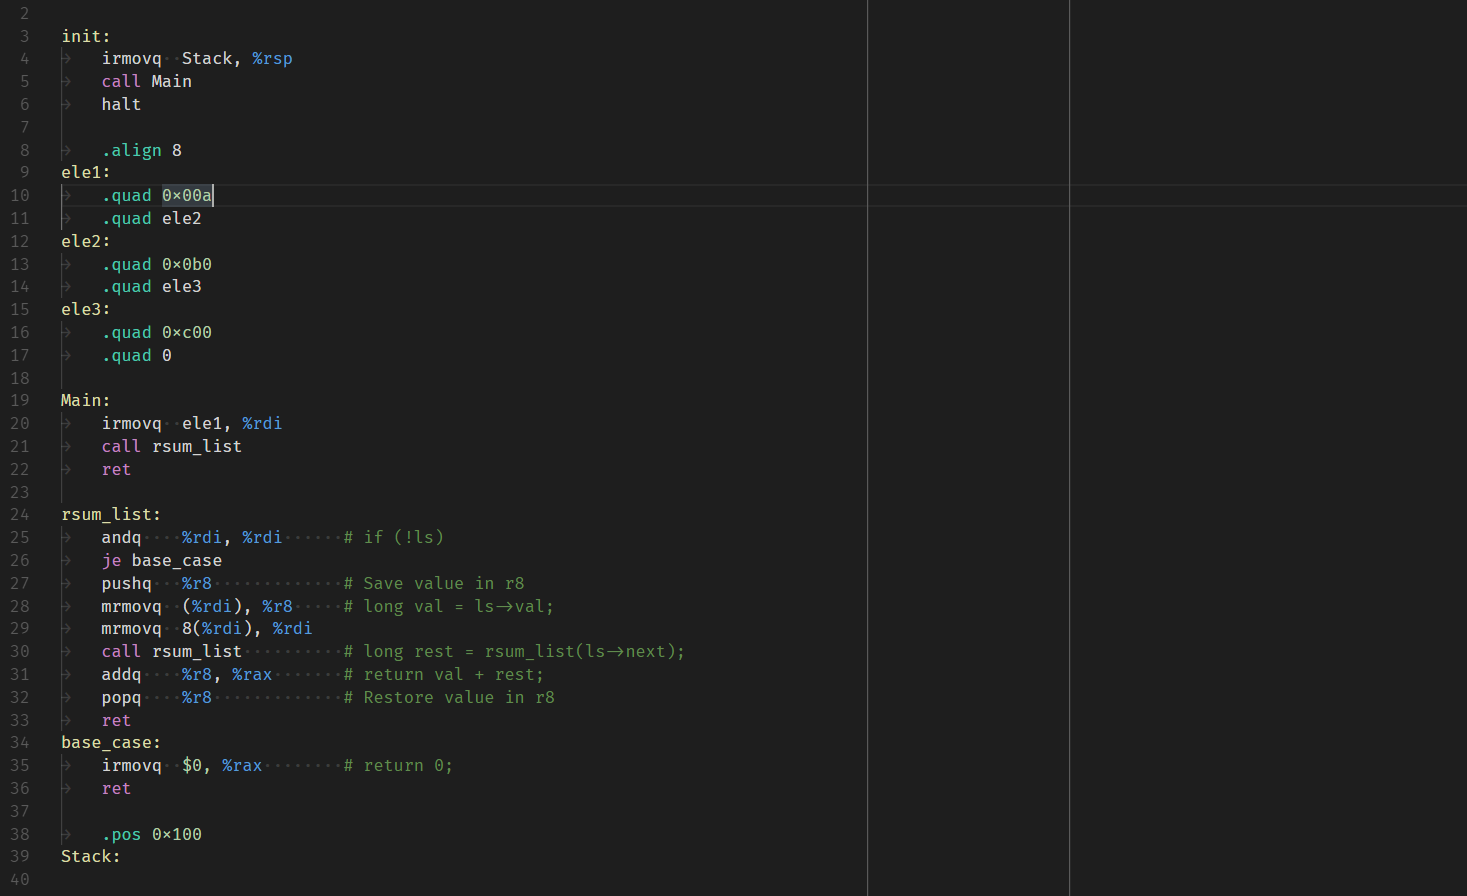 2
3 init:
4 irmovq Stack, %rsp
5 call Main
6 halt
7
8 .align 8
9 ele1:
10 .quad 0x00a
11 .quad ele2
12 ele2:
13 .quad 0x0b0
14 .quad ele3
15 ele3:
16 .quad 0xc00
17 .quad 0
18
19 Main:
20 irmovq ele1, %rdi
21 call rsum_list
22 ret
23
24 rsum_list:
25 andq %rdi, %rdi # if (!ls)
26 je base_case
27 pushq %r8 # Save value in r8
28 mrmovq (%rdi), %r8 # long val = ls->val;
29 mrmovq 8(%rdi), %rdi
30 call rsum_list # long rest = rsum_list(ls->next);
31 addq %r8, %rax # return val + rest;
32 popq %r8 # Restore value in r8
33 ret
34 base_case:
35 irmovq $0, %rax # return 0;
36 ret
37
38 .pos 0x100
39 Stack:
40